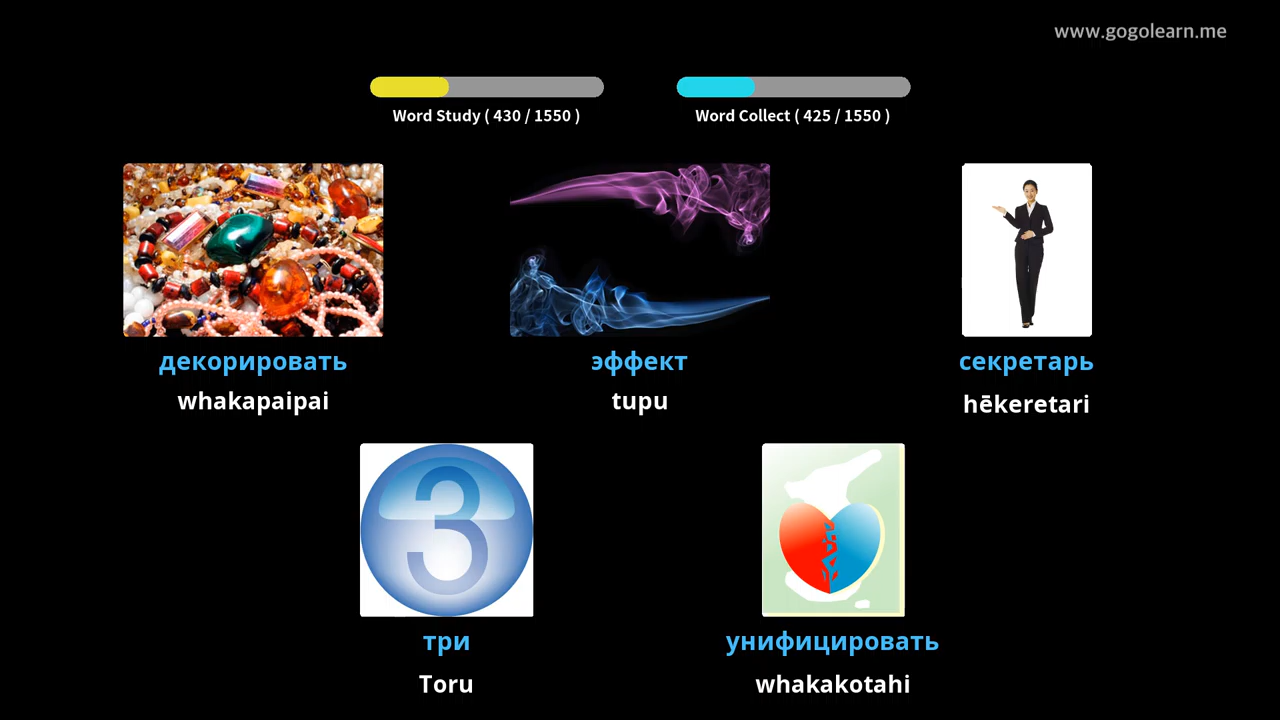 www.gogolearn.me
Word Study ( 430 / 1550 )
Word Collect ( 425 / 1550 )
декорировать
whakapaipai
эффект
tupu
секретарь
hēkeretari
3
три
Toru
унифицировать
whakakotahi